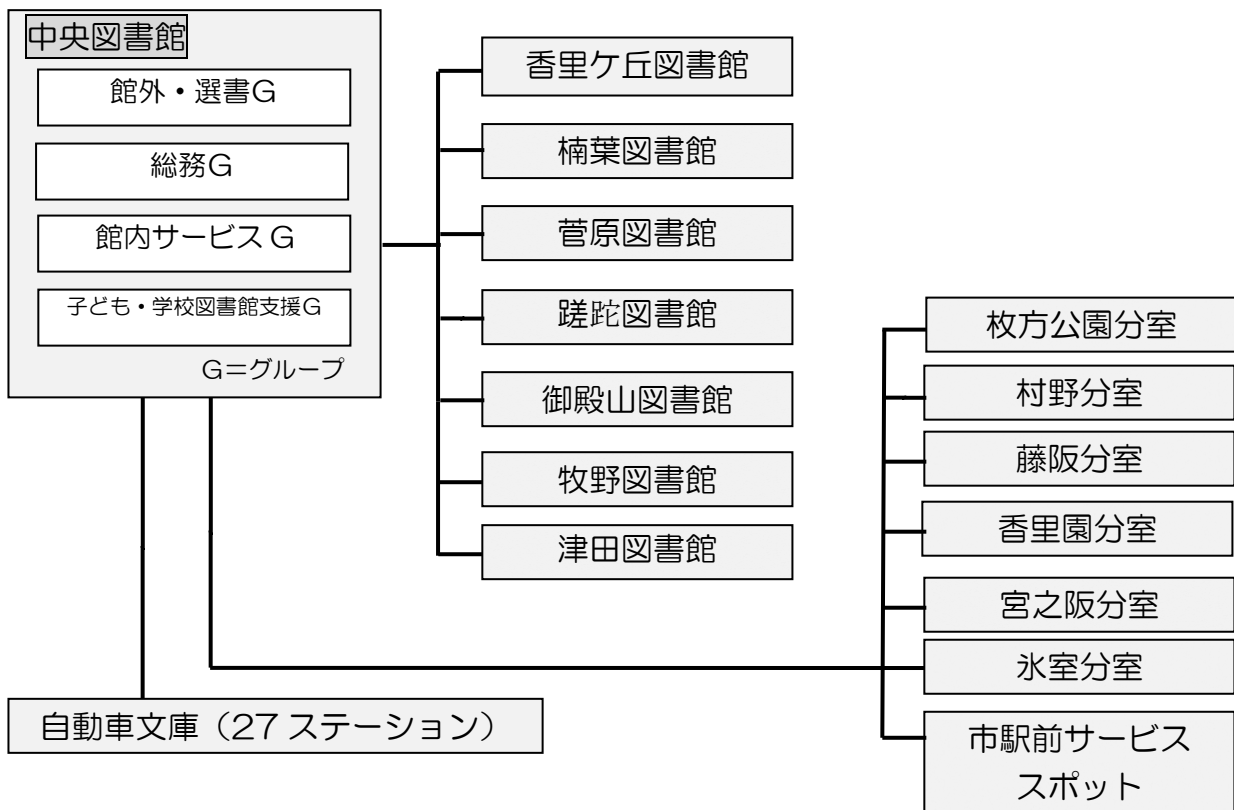 中央図書館
館外・選書G
総務G
館内サービスG
子ども・学校図書館支援G
G=グループ
香里ケ丘図書館
楠葉図書館
菅原図書館
蹉跎図書館
御殿山図書館
牧野図書館
津田図書館
枚方公園分室
村野分室
藤阪分室
香里園分室
宮之阪分室
氷室分室
市駅前サービス
スポット
自動車文庫（27 ステーション）